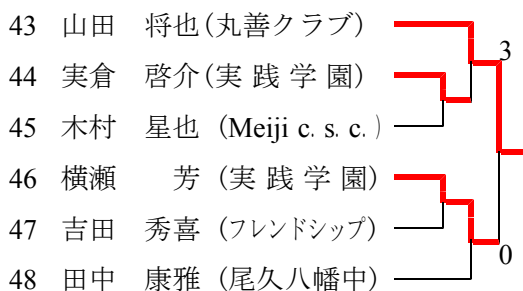 43 山田 将也(丸善クラブ)
3
44 実倉 啓介(実践学園)
45 木村 星也 (Meiji c. s. c.)
46 横瀬 芳 (実践学園)
47 吉田 秀喜 (フレンドシップ)
0
48 田中 康雅 (尾久八幡中)